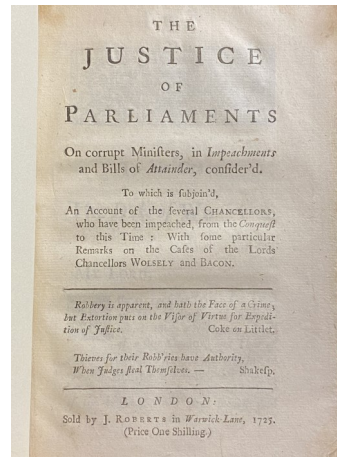 THE
JUSTICE
OF
PARLIAMENTS
On corrupt Ministers, in Impeachments
and Bills of Attainder, consider'd.
To which is subjoin'd,
An Account of the several CHANCELLORS,
who have been impeached, from the Conquest
to this Time: With some particular
Remarks on the Cases of the Lords
Chancellors WOLSELY and BACON.
Robbery is apparent, and hath the Face of a Crime,
but Extortion puts on the Visor of Virtue for Expedi-
tion of Justice. Coke on Littlet.
Thieves for their Robb'ries have Authority,
When Judges steal Themselves. — Shakesp.
LONDON:
Sold by J. ROBERTS in Warwick-Lane, 1725.
(Price One Shilling.)